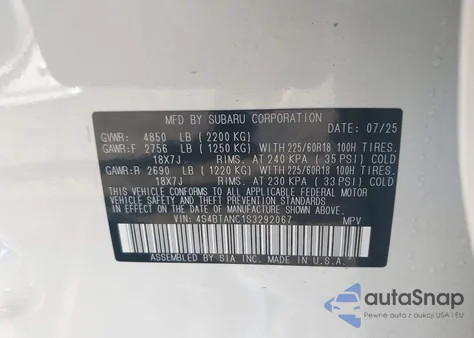 MFD BY SUBARU CORPORATION
DATE: 07/25
GVWR: 4850 LB (2200 KG)
GAWR:F 2756 LB (1250 KG) WITH 225/60R18 100H TIRES.
18X7J RIMS. AT 240 KPA (35 PSI) COLD
GAWR:R 2690 LB (1220 KG) WITH 225/60R18 100H TIRES.
18X7J RIMS. AT 230 KPA (33 PSI) COLD
THIS VEHICLE CONFORMS TO ALL APPLICABLE FEDERAL MOTOR
VEHICLE SAFETY, BUMPER, AND THEFT PREVENTION STANDARDS
IN EFFECT ON THE DATE OF MANUFACTURE SHOWN ABOVE.
VIN: 4S4BTANC1S3292067 MPV
ASSEMBLED BY SIA INC. MADE IN U.S.A.
autoSnap
Pewne auta z aukcji USA i EU